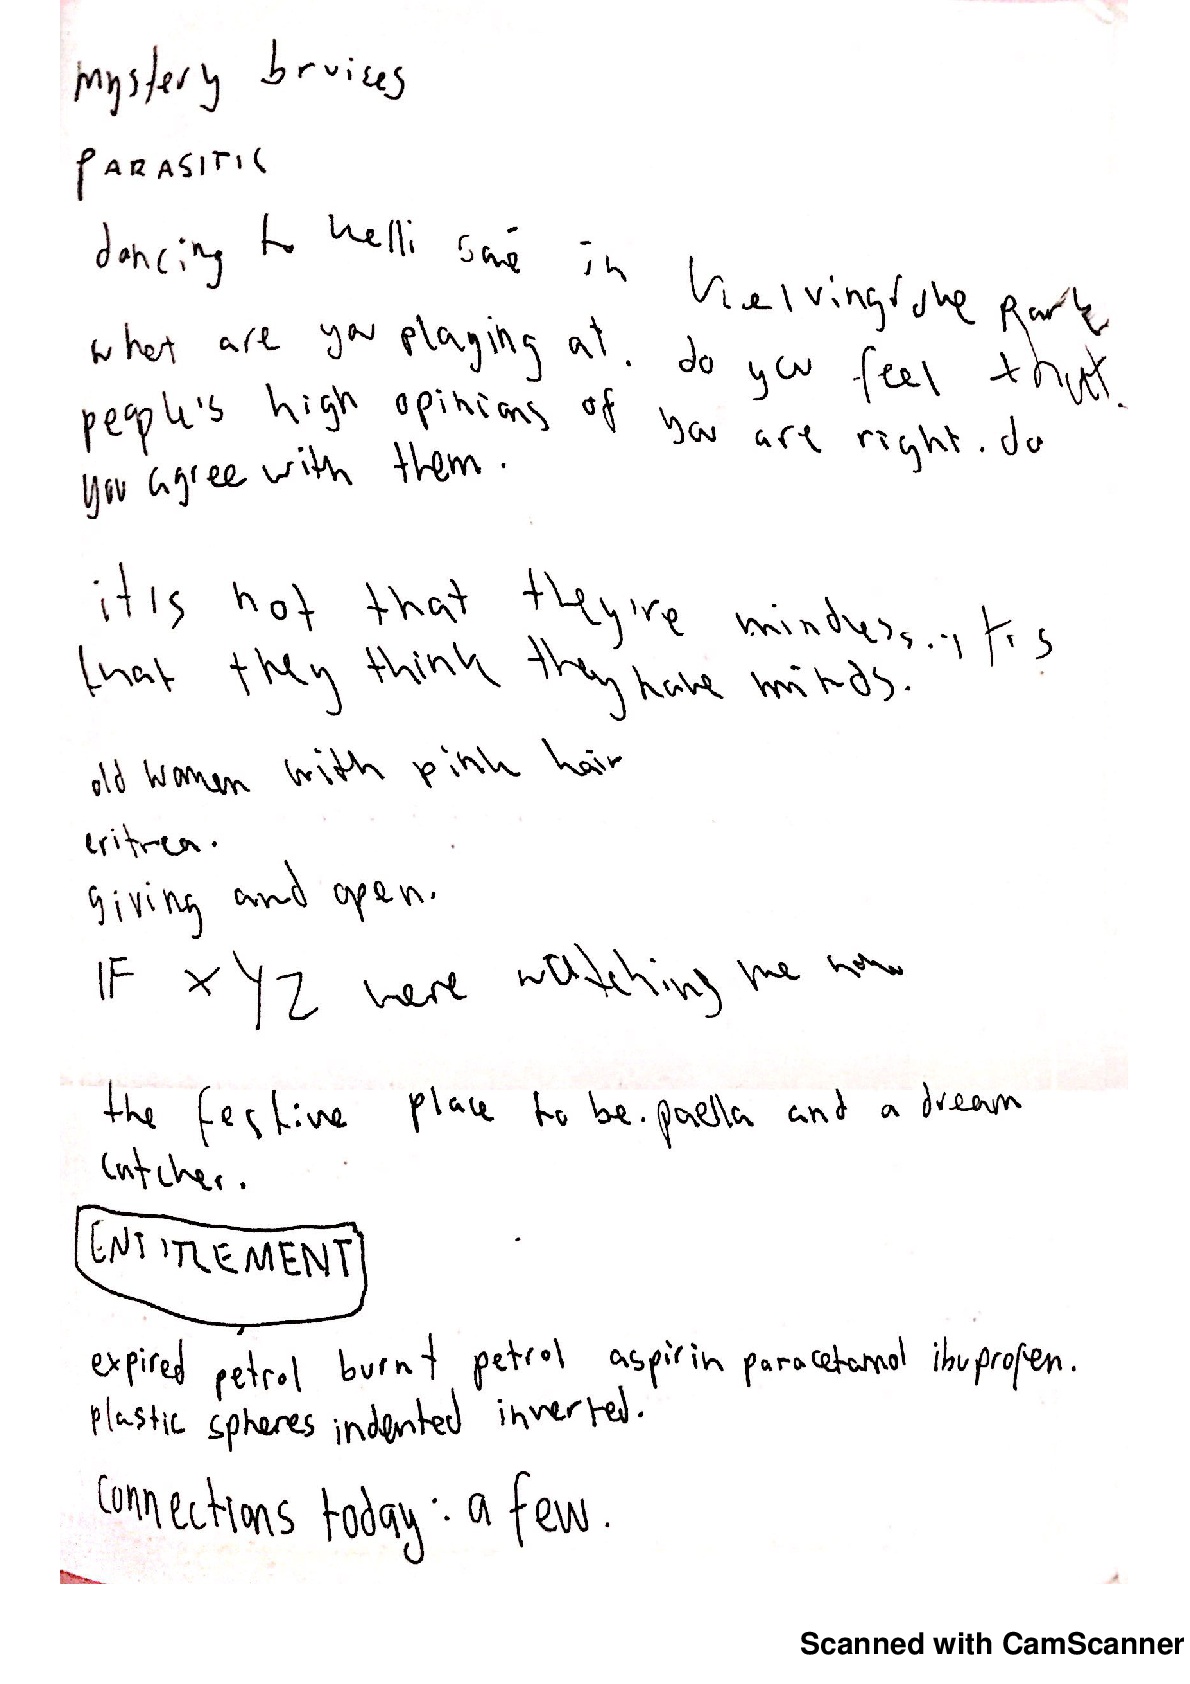 mystery bruises
PARASITIC
dancing to kelli salé in Kelvingrove Park
what are you playing at. do you feel that
people's high opinions of you are right. do
you agree with them.
it is not that they're mindless. it is
that they think they have minds.
old women with pink hair
eritrea.
giving and open.
IF XYZ were watching me now
the festive place to be. paella and a dream
catcher.
ENTITLEMENT
expired petrol burnt petrol aspirin paracetamol ibuprofen.
plastic spheres indented inverted.
connections today: a few.
Scanned with CamScanner